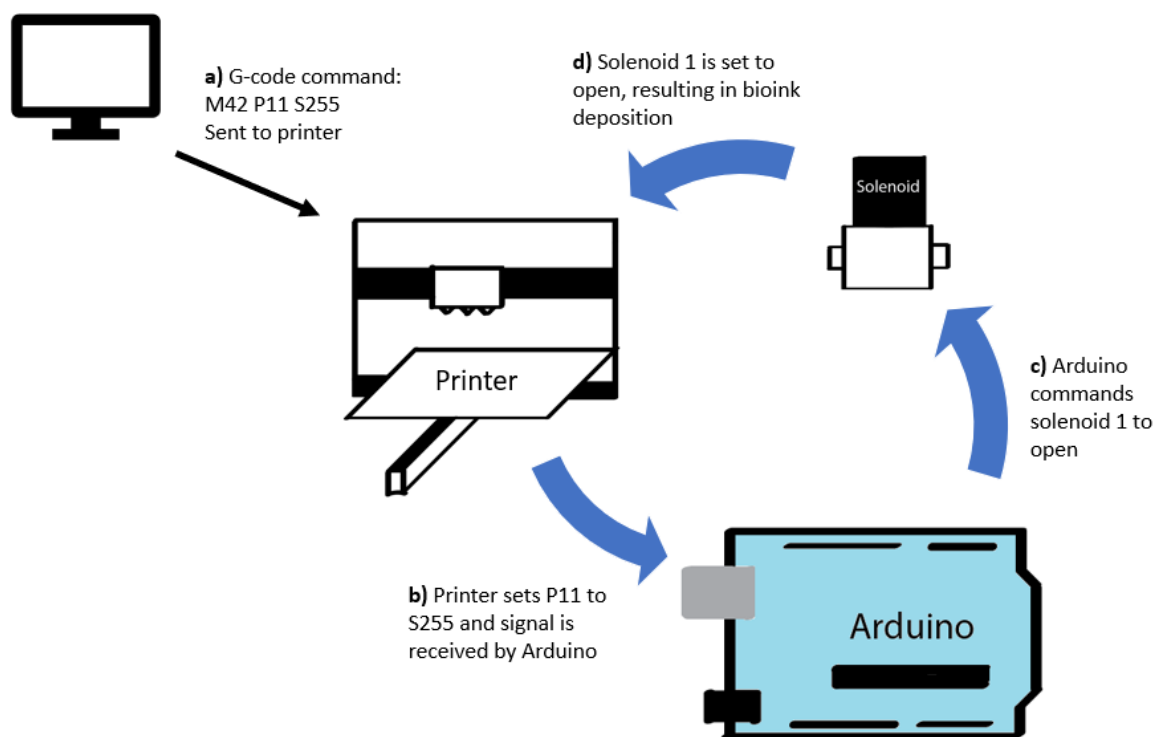 a) G-code command:
M42 P11 S255
Sent to printer
d) Solenoid 1 is set to
open, resulting in bioink
deposition
Solenoid
Printer
c) Arduino
commands
solenoid 1 to
open
b) Printer sets P11 to
S255 and signal is
received by Arduino
Arduino